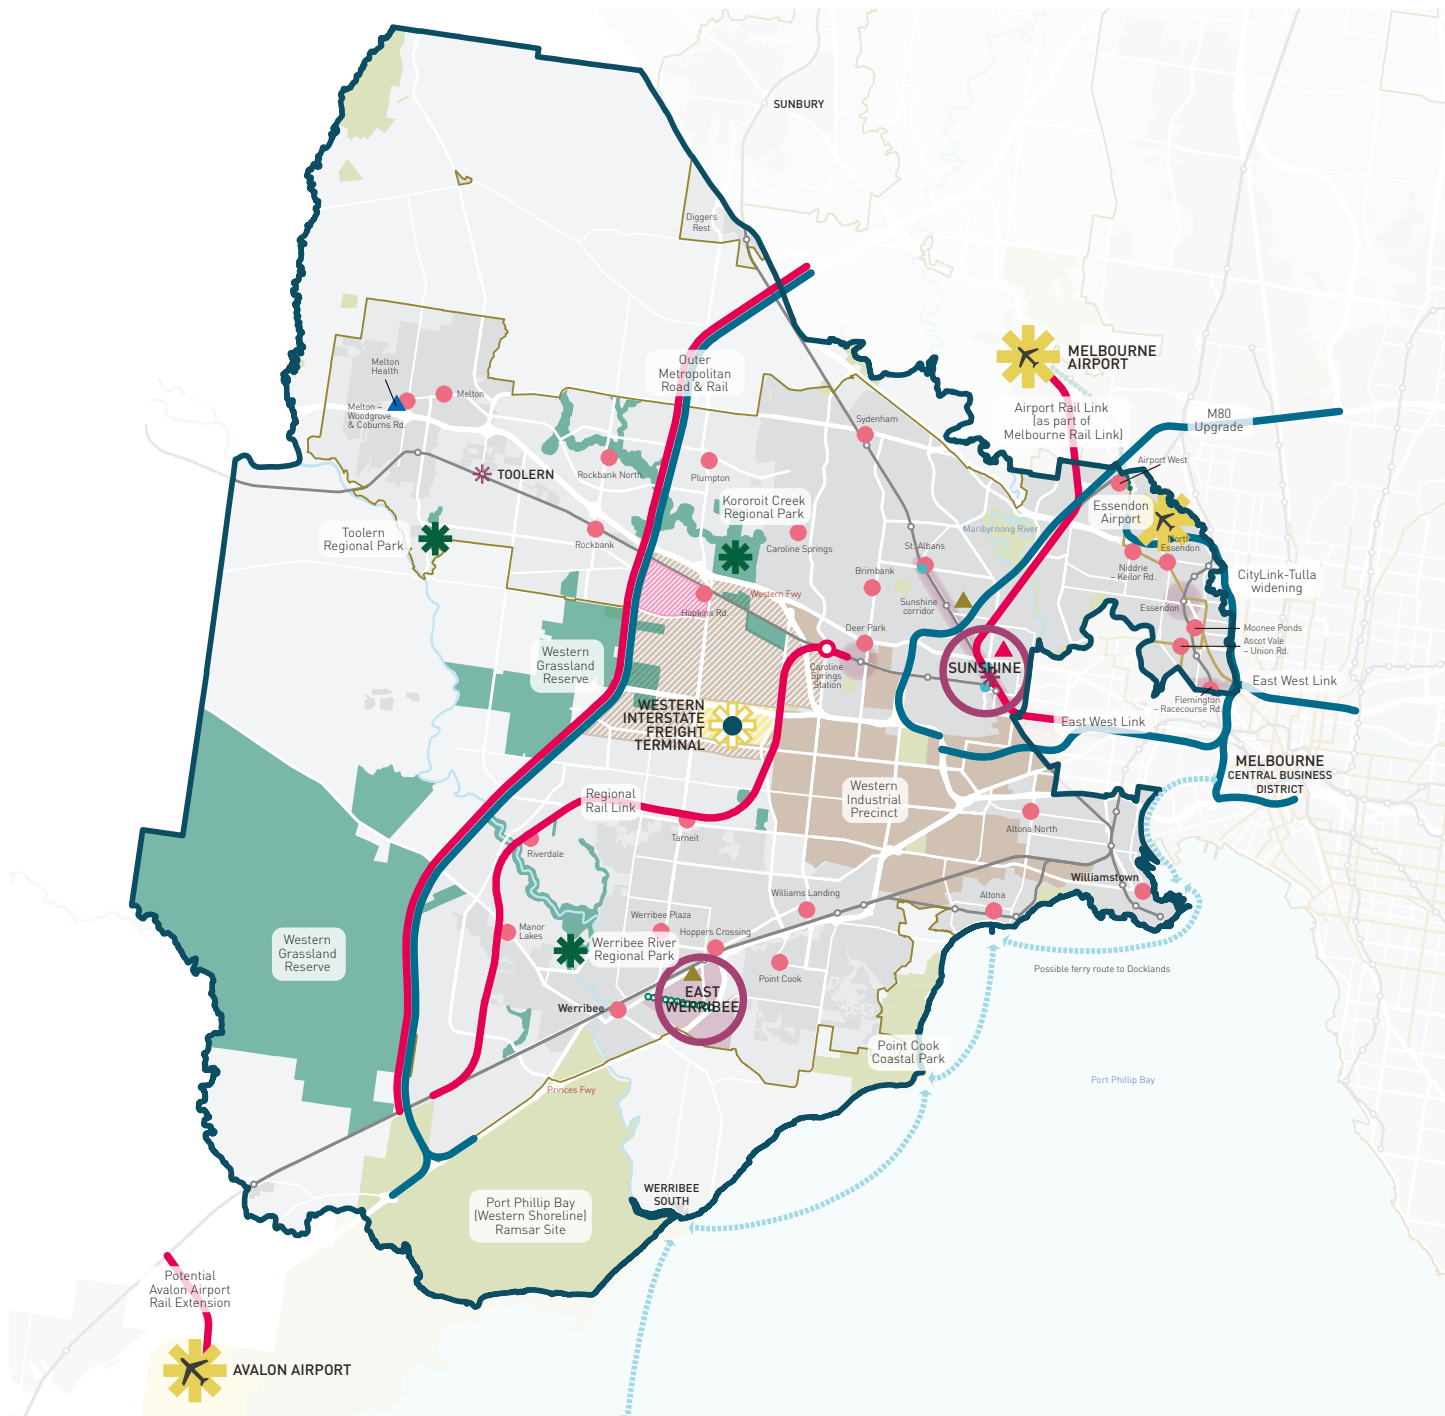 SUNBURY
Diggers
Rest
MELBOURNE
AIRPORT
Outer
Metropolitan
Road & Rail
Melton
Health
Melton
Melton –
Woodgrove
& Coburns Rd.
Airport Rail Link
(as part of
Melbourne Rail Link)
M80
Upgrade
Sydenham
Airport West
TOOLERN
Rockbank North
Plumpton
Kororoit Creek
Regional Park
Essendon
Airport
Maribyrnong River
Toolern
Regional Park
Rockbank
Caroline Springs
St. Albans
North
Essendon
Niddrie
– Keilor Rd.
Brimbank
CityLink-Tulla
widening
Western Fwy
Hopkins Rd.
Sunshine
corridor
Essendon
Deer Park
Moonee Ponds
Ascot Vale
– Union Rd.
Western
Grassland
Reserve
Caroline
Springs
Station
SUNSHINE
East West Link
Flemington
– Racecourse Rd.
WESTERN
INTERSTATE
FREIGHT
TERMINAL
East West Link
MELBOURNE
CENTRAL BUSINESS
DISTRICT
Regional
Rail Link
Western
Industrial
Precinct
Tarneit
Altona North
Riverdale
Williamstown
Williams Landing
Altona
Manor
Lakes
Werribee Plaza
Hoppers Crossing
Western
Grassland
Reserve
Werribee River
Regional Park
Point Cook
Possible ferry route to Docklands
EAST
WERRIBEE
Werribee
Point Cook
Coastal Park
Port Phillip Bay
Princes Fwy
WERRIBEE
SOUTH
Port Phillip Bay
(Western Shoreline)
Ramsar Site
Potential
Avalon Airport
Rail Extension
AVALON AIRPORT